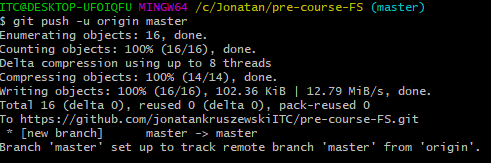 ITC@DESKTOP-UFOIQFU MINGW64 /c/Jonatan/pre-course-FS (master)
$ git push -u origin master
Enumerating objects: 16, done.
Counting objects: 100% (16/16), done.
Delta compression using up to 8 threads
Compressing objects: 100% (14/14), done.
Writing objects: 100% (16/16), 102.36 KiB | 12.79 MiB/s, done.
Total 16 (delta 0), reused 0 (delta 0), pack-reused 0
To https://github.com/jonatankruszewskiITC/pre-course-FS.git
 * [new branch]      master -> master
Branch 'master' set up to track remote branch 'master' from 'origin'.